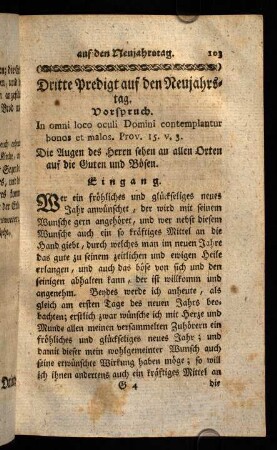 auf den Neujahrstag. 103
Dritte Predigt auf den Neujahrs-
tag.
Vorspruch.
In omni loco oculi Domini contemplantur
bonos et malos. Prov. 15. v. 3.
Die Augen des Herren sehen an allen Orten
auf die Guten und Bösen.
Eingang.
Wer ein fröhliches und glückseliges neues
Jahr anwünschet, der wird mit seinem
Wunsche gern angehöret, und wer nebst diesem
Wunsche auch ein so kräftiges Mittel an die
Hand giebt, durch welches man im neuen Jahre
das gute zu seinem zeitlichen und ewigen Heile
erlangen, und auch das böse von sich und den
seinigen abhalten kann, der ist willkomm und
angenehm. Beydes werde ich anheute, als
gleich am ersten Tage des neuen Jahrs beo-
bachten; erstlich zwar wünsche ich mit Herze und
Munde allen meinen versammelten Zuhörern ein
fröhliches und glückseliges neues Jahr; und
damit dieser mein wohlgemeinter Wunsch auch
seine erwünschte Wirkung haben möge; so will
ich ihnen andertens auch ein kräftiges Mittel an
G 4 die